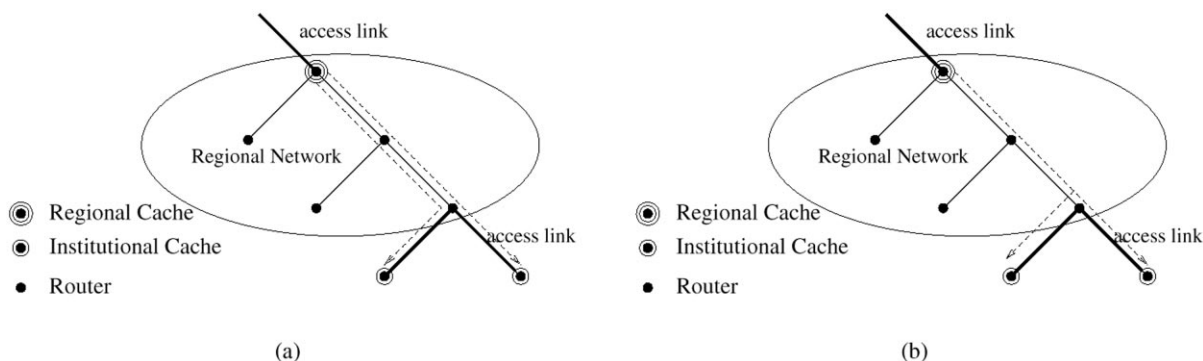 access link
Regional Network
Regional Cache
Institutional Cache
access link
Router
(a)
access link
Regional Network
Regional Cache
Institutional Cache
access link
Router
(b)